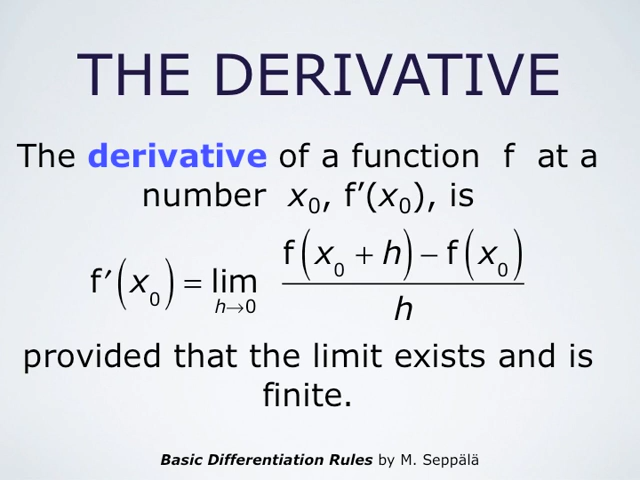 THE DERIVATIVE
The derivative of a function f at a
number x₀, f’(x₀), is
f′(x₀) = lim h→0 (f(x₀ + h) − f(x₀)) / h
provided that the limit exists and is
finite.
Basic Differentiation Rules by M. Seppälä